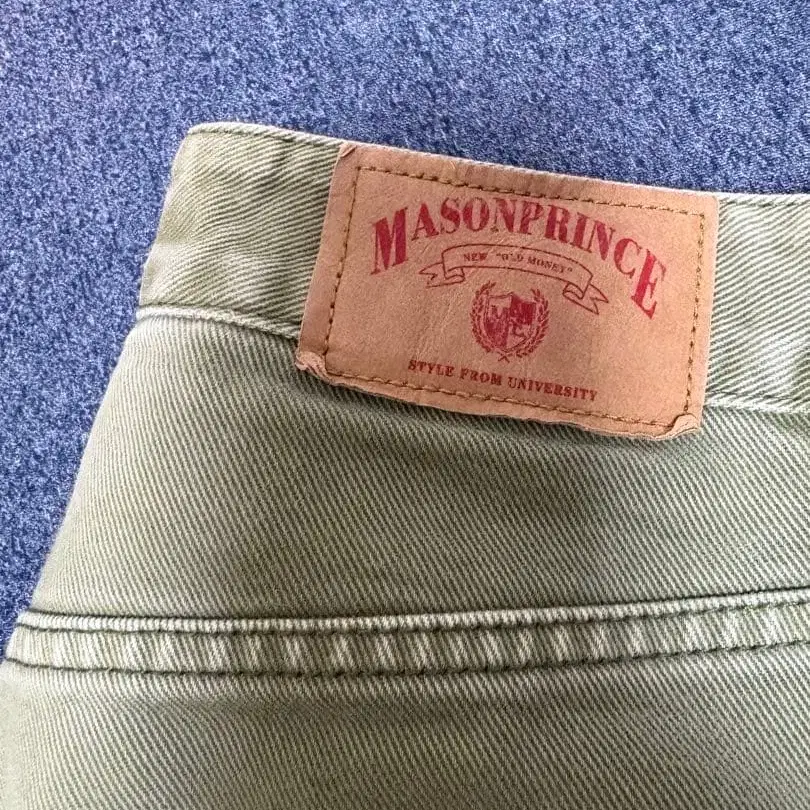 MASONPRINCE
NEW "OLD MONEY"
STYLE FROM UNIVERSITY